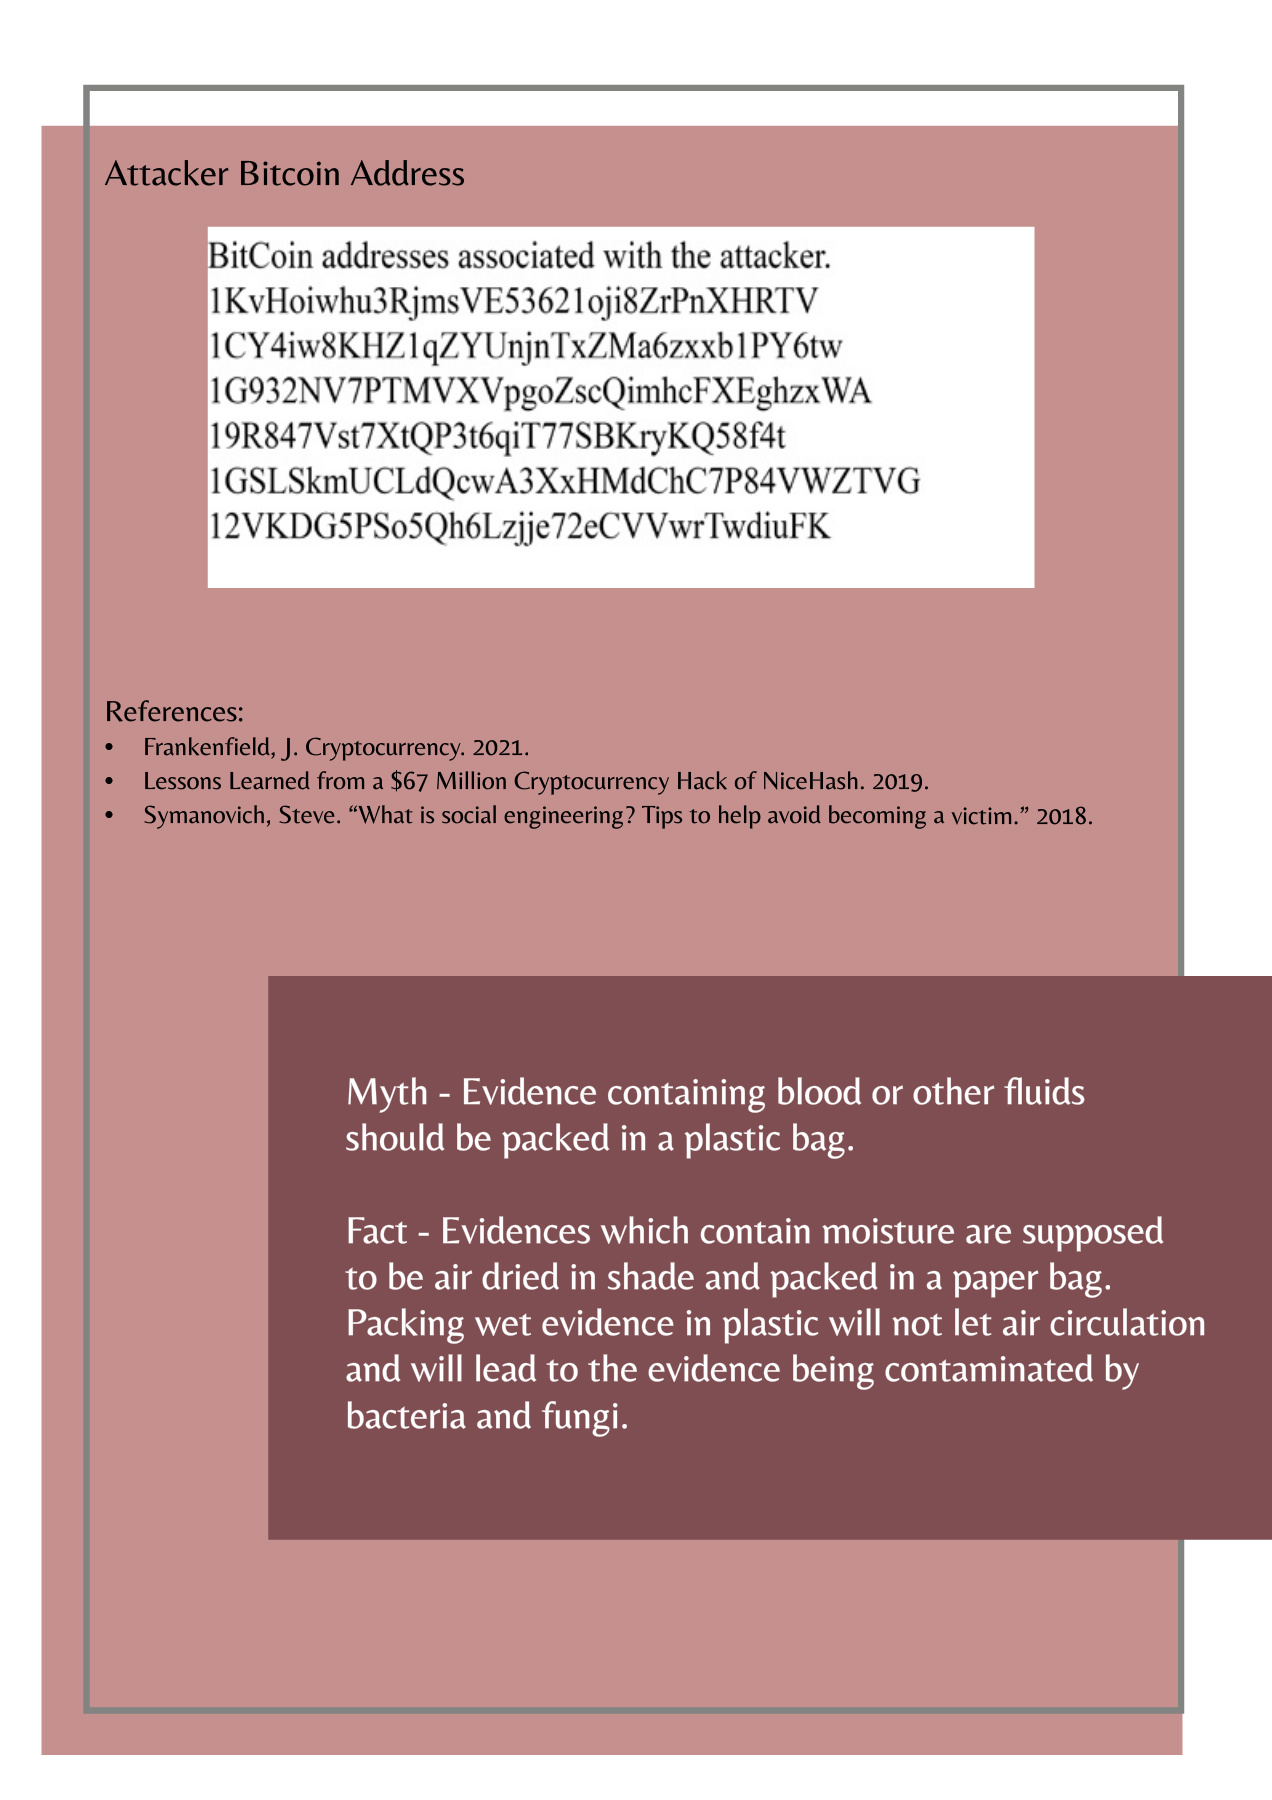 Attacker Bitcoin Address
BitCoin addresses associated with the attacker.
1KvHoiwhu3RjmsVE53621oji8ZrPnXHRTV
1CY4iw8KHZ1qZYUnjnTxZMa6zxxb1PY6tw
1G932NV7PTMVXVpgoZscQimhcFXEghzxWA
19R847Vst7XtQP3t6qiT77SBKryKQ58f4t
1GSLSkmUCLdQcwA3XxHMdChC7P84VWZTVG
12VKDG5PSo5Qh6Lzjje72eCVVwrTwdiuFK
References:
• Frankenfield, J. Cryptocurrency. 2021.
• Lessons Learned from a $67 Million Cryptocurrency Hack of NiceHash. 2019.
• Symanovich, Steve. “What is social engineering? Tips to help avoid becoming a victim.” 2018.
Myth - Evidence containing blood or other fluids
should be packed in a plastic bag.
Fact - Evidences which contain moisture are supposed
to be air dried in shade and packed in a paper bag.
Packing wet evidence in plastic will not let air circulation
and will lead to the evidence being contaminated by
bacteria and fungi.